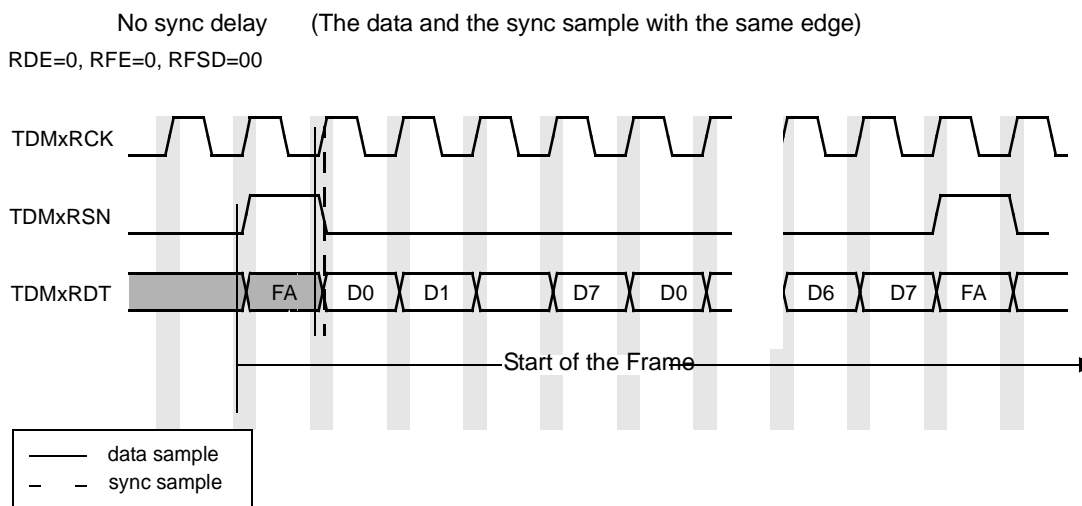 No sync delay (The data and the sync sample with the same edge)
RDE=0, RFE=0, RFSD=00
TDMxRCK
TDMxRSN
TDMxRDT FA D0 D1 D7 D0 D6 D7 FA
Start of the Frame
data sample
sync sample